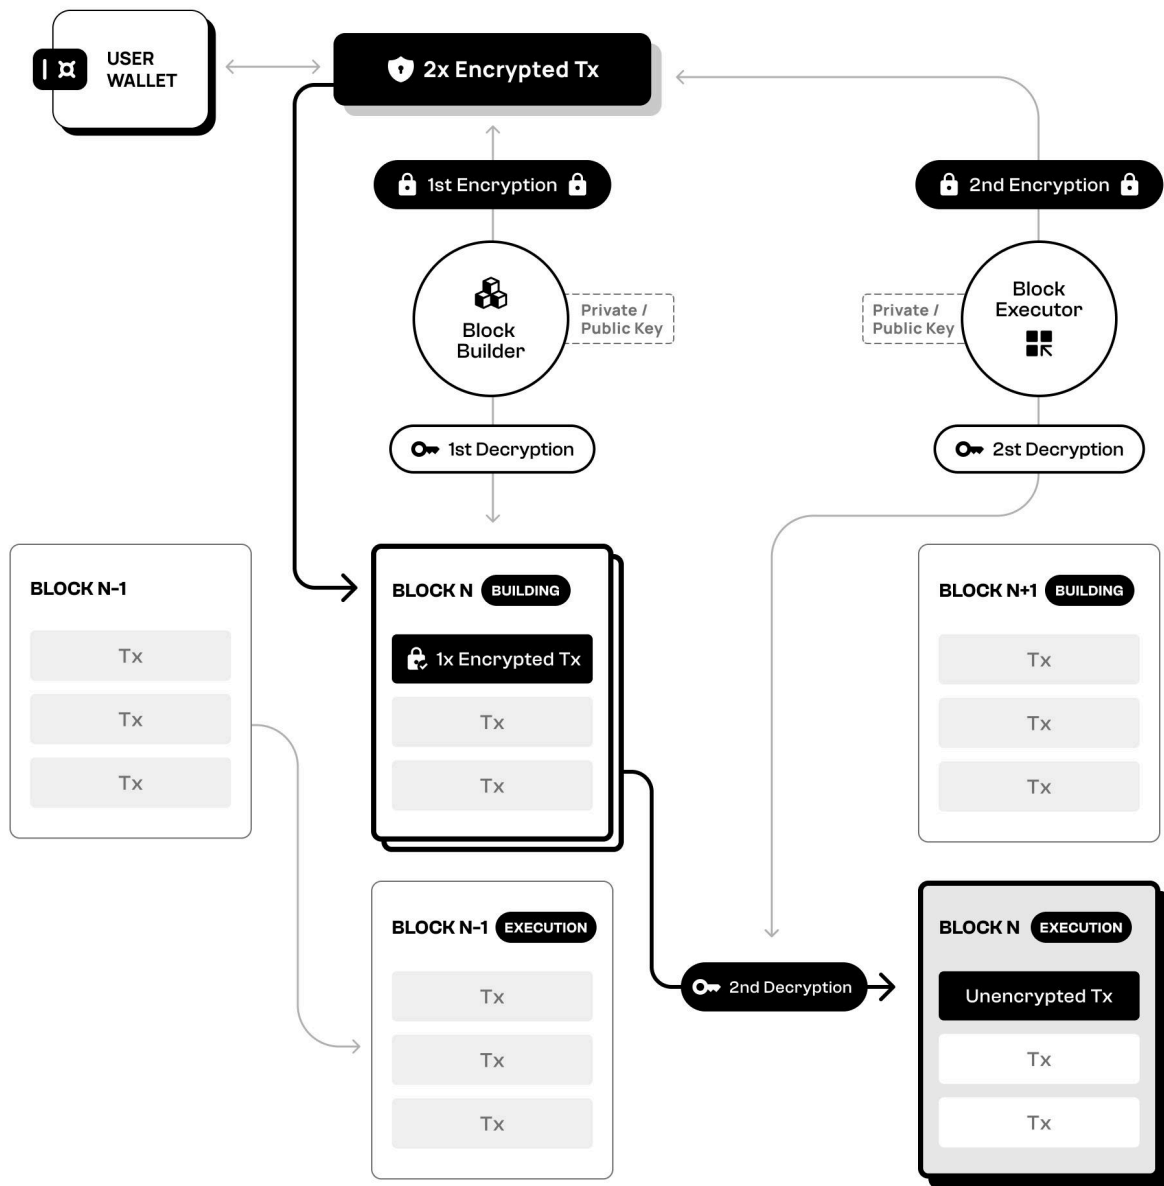 USER
WALLET
2x Encrypted Tx
1st Encryption
2nd Encryption
Block
Builder
Private /
Public Key
Private /
Public Key
Block
Executor
1st Decryption
2st Decryption
BLOCK N-1
Tx
Tx
Tx
BLOCK N BUILDING
1x Encrypted Tx
Tx
Tx
BLOCK N+1 BUILDING
Tx
Tx
Tx
BLOCK N-1 EXECUTION
Tx
Tx
Tx
2nd Decryption
BLOCK N EXECUTION
Unencrypted Tx
Tx
Tx